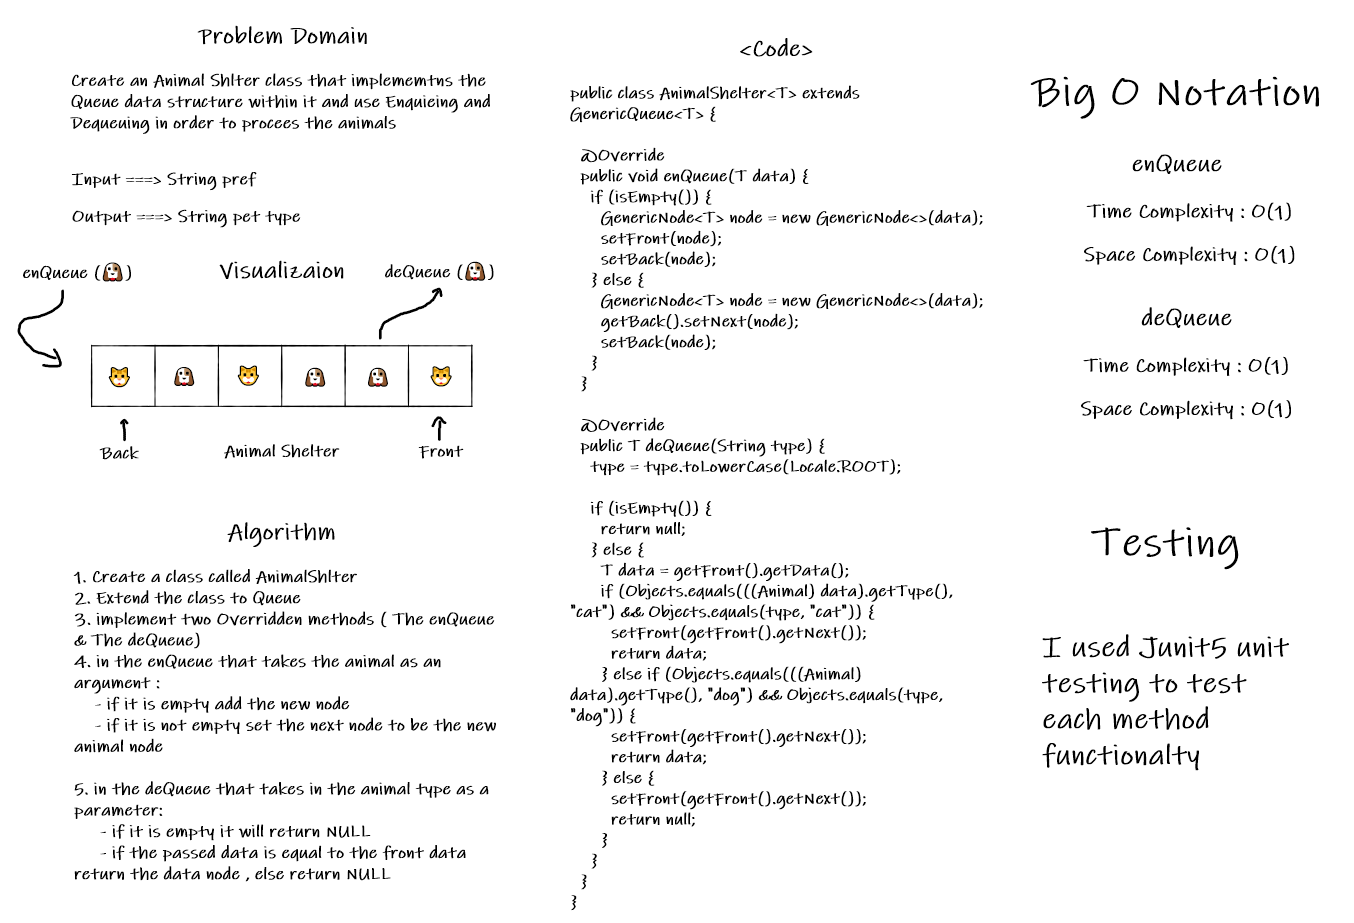 Problem Domain
Create an Animal Shlter class that implememtns the
Queue data structure within it and use Enquieing and
Dequeuing in order to procees the animals
Input ===> String pref
Output ===> String pet type
enQueue ( )
Visualizaion
deQueue ( )
Back
Animal Shelter
Front
Algorithm
1. Create a class called AnimalShlter
2. Extend the class to Queue
3. implement two Overridden methods ( The enQueue
& The deQueue)
4. in the enQueue that takes the animal as an
argument :
- if it is empty add the new node
- if it is not empty set the next node to be the new
animal node
5. in the deQueue that takes in the animal type as a
parameter:
- if it is empty it will return NULL
- if the passed data is equal to the front data
return the data node , else return NULL
<Code>
public class AnimalShelter<T> extends
GenericQueue<T> {
@Override
public void enQueue(T data) {
if (isEmpty()) {
GenericNode<T> node = new GenericNode<>(data);
setFront(node);
setBack(node);
} else {
GenericNode<T> node = new GenericNode<>(data);
getBack().setNext(node);
setBack(node);
}
}
@Override
public T deQueue(String type) {
type = type.toLowerCase(Locale.ROOT);
if (isEmpty()) {
return null;
} else {
T data = getFront().getData();
if (Objects.equals(((Animal) data).getType(),
"cat") && Objects.equals(type, "cat")) {
setFront(getFront().getNext());
return data;
} else if (Objects.equals(((Animal)
data).getType(), "dog") && Objects.equals(type,
"dog")) {
setFront(getFront().getNext());
return data;
} else {
setFront(getFront().getNext());
return null;
}
}
}
}
Big O Notation
enQueue
Time Complexity : O(1)
Space Complexity : O(1)
deQueue
Time Complexity : O(1)
Space Complexity : O(1)
Testing
I used Junit5 unit
testing to test
each method
functionalty